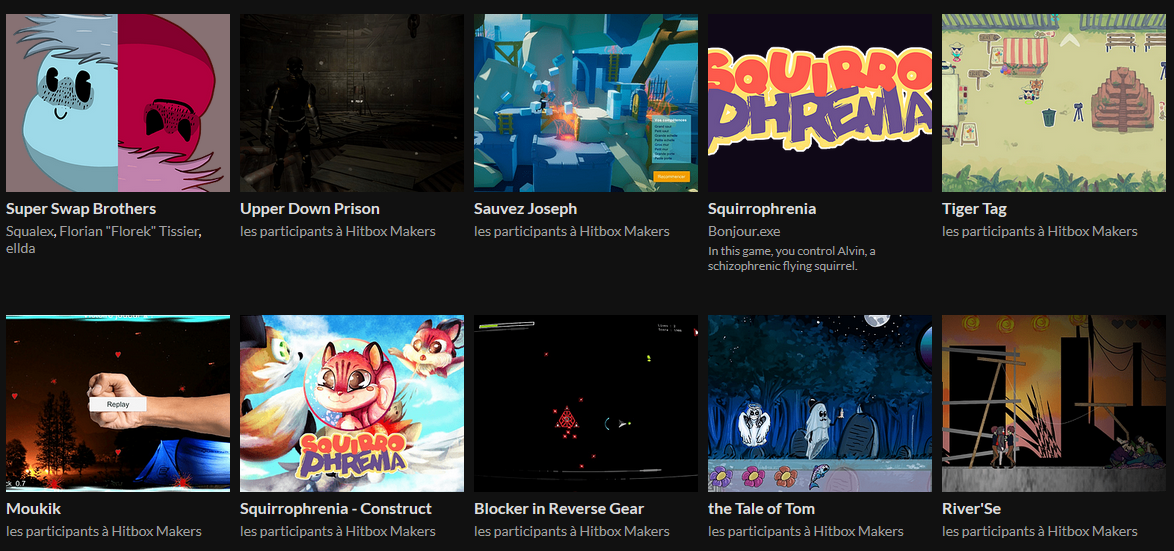 SQUIRRO
PHRENIA
Super Swap Brothers
Upper Down Prison
Sauvez Joseph
Squirrophrenia
Tiger Tag
Squalex, Florian "Florek" Tissier,
ellda
les participants à Hitbox Makers
les participants à Hitbox Makers
Bonjour.exe
les participants à Hitbox Makers
In this game, you control Alvin, a
schizophrenic flying squirrel.
Replay
SQUIRRO
PHRENIA
Moukik
Squirrophrenia - Construct
Blocker in Reverse Gear
the Tale of Tom
River'Se
les participants à Hitbox Makers
les participants à Hitbox Makers
les participants à Hitbox Makers
les participants à Hitbox Makers
les participants à Hitbox Makers